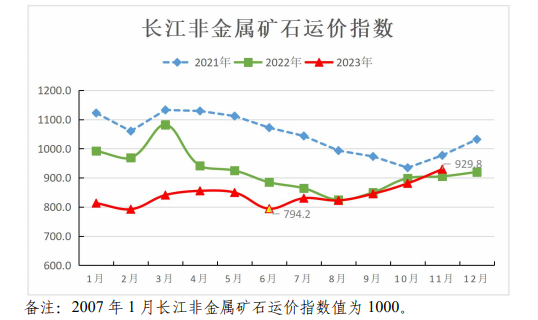 长江非金属矿石运价指数
2021年 2022年 2023年
1200.0
1100.0
1000.0
900.0
800.0
700.0
600.0
929.8
794.2
1月 2月 3月 4月 5月 6月 7月 8月 9月 10月 11月 12月
备注：2007 年 1 月长江非金属矿石运价指数值为 1000。